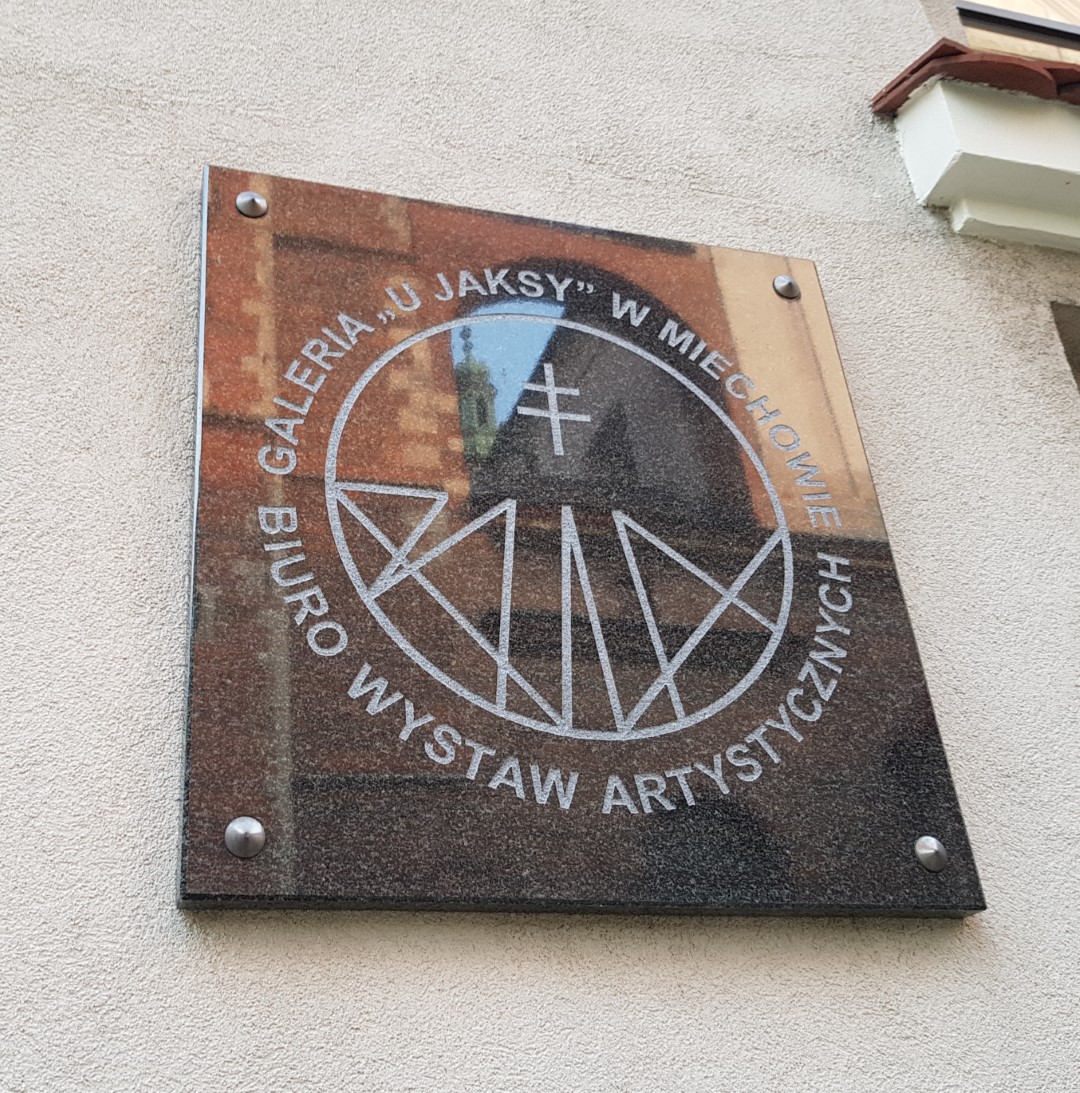 GALERIA „U JAKSY” W MIECHOWIE
BIURO WYSTAW ARTYSTYCZNYCH